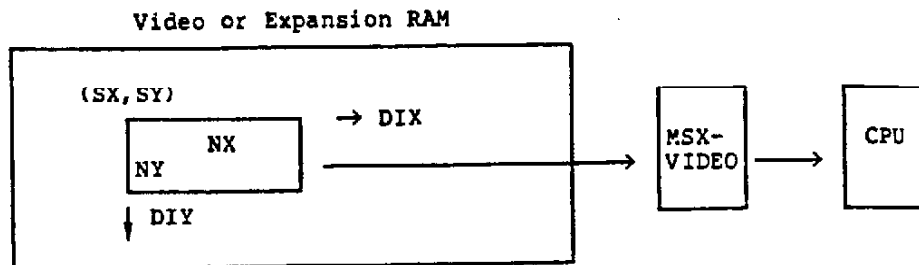 Video or Expansion RAM
(SX,SY)
→ DIX
NX
NY
MSX-
VIDEO
CPU
DIY